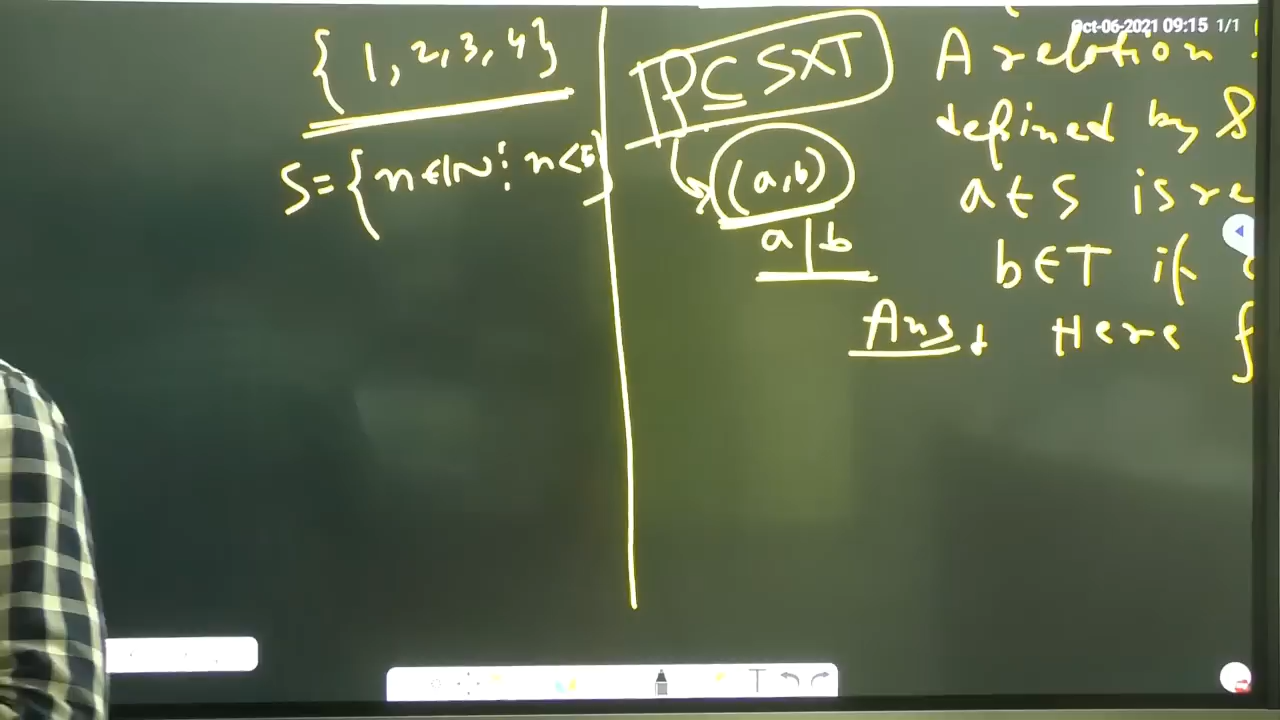 {1, 2, 3, 4}
S = {n ∈ N : n < 5}
P ⊆ S X T
(a, b)
a | b
Oct-06-2021 09:15 1/1
A relation
defined by S
a ∈ S is re
b ∈ T if
Ans. Here f